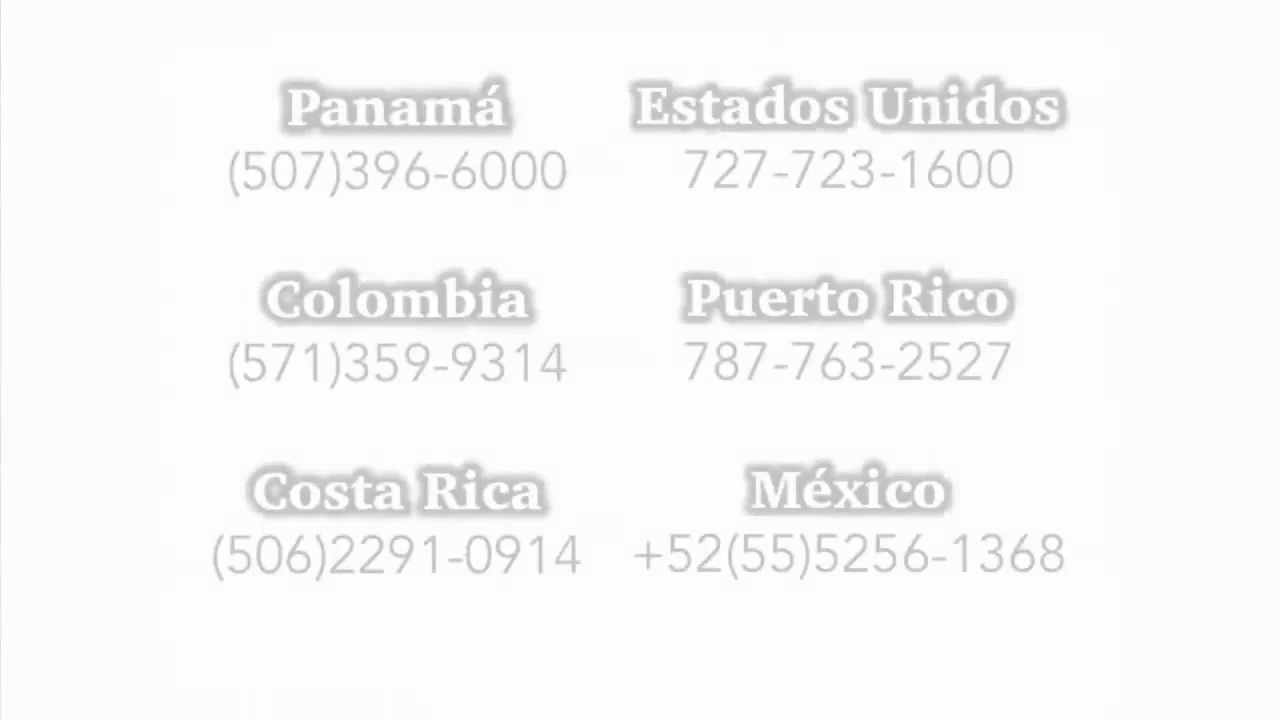 Panamá
(507)396-6000
Estados Unidos
727-723-1600
Colombia
(571)359-9314
Puerto Rico
787-763-2527
Costa Rica
(506)2291-0914
México
+52(55)5256-1368